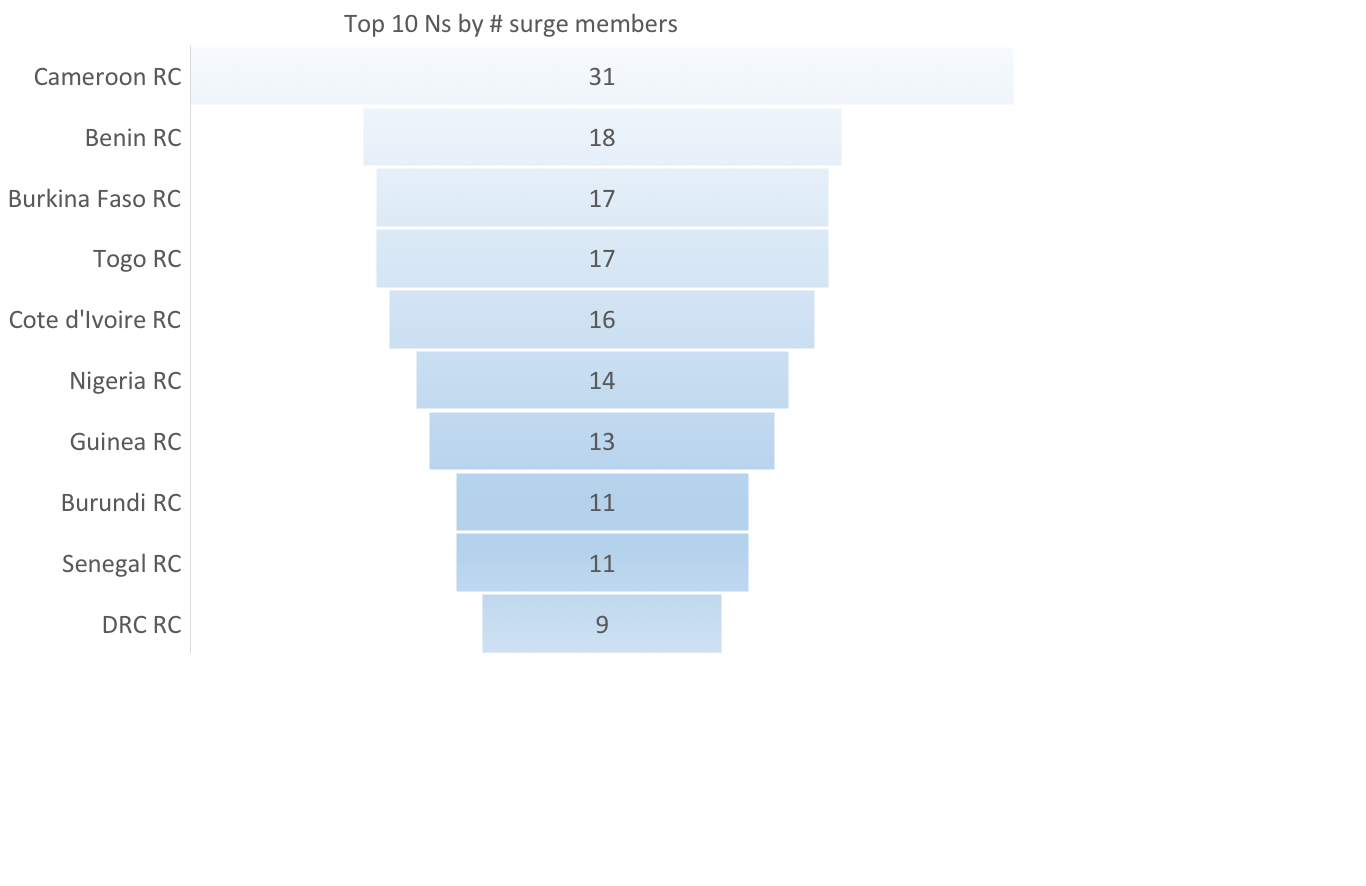 Top 10 Ns by # surge members
Cameroon RC 31
Benin RC 18
Burkina Faso RC 17
Togo RC 17
Cote d'Ivoire RC 16
Nigeria RC 14
Guinea RC 13
Burundi RC 11
Senegal RC 11
DRC RC 9